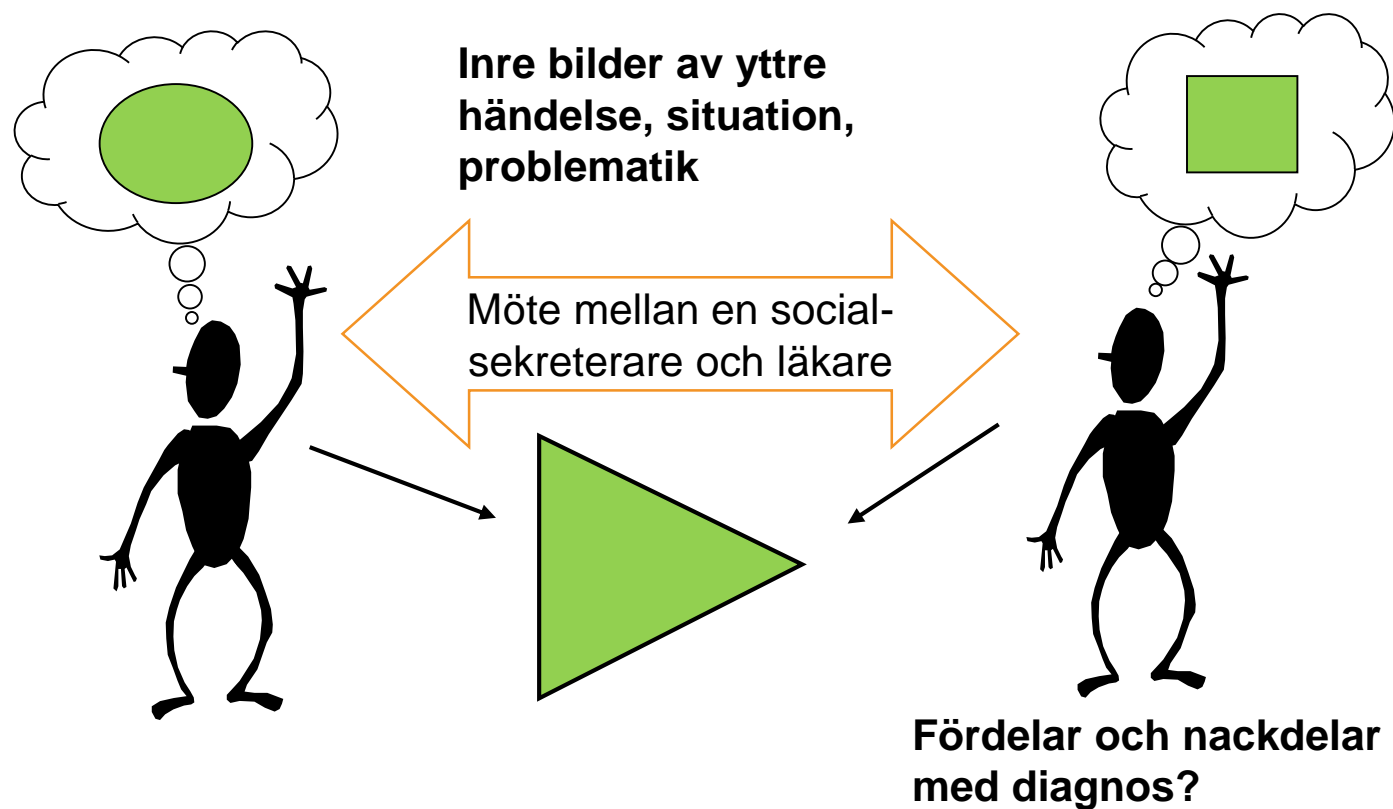 Inre bilder av yttre
händelse, situation,
problematik
Möte mellan en social-
sekreterare och läkare
Fördelar och nackdelar
med diagnos?